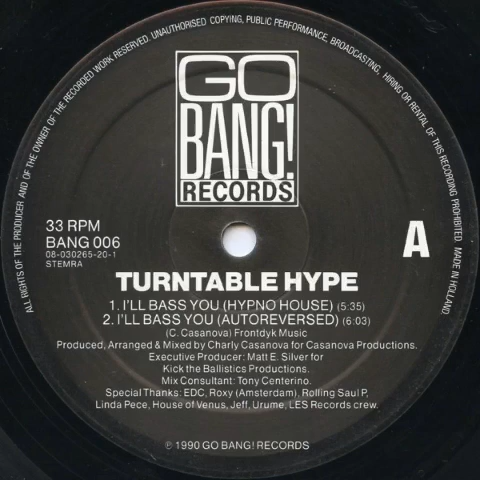 ALL RIGHTS OF THE PRODUCER AND OF THE OWNER OF THE RECORDED WORK RESERVED. UNAUTHORISED COPYING, PUBLIC PERFORMANCE, BROADCASTING, HIRING OR RENTAL OF THIS RECORDING PROHIBITED. MADE IN HOLLAND
GO
BANG!
RECORDS
33 RPM
BANG 006
08-030265-20-1
STEMRA
A
TURNTABLE HYPE
1. I'LL BASS YOU (HYPNO HOUSE) (5:35)
2. I'LL BASS YOU (AUTOREVERSED) (6:03)
(C. Casanova) Frontdyk Music
Produced, Arranged & Mixed by Charly Casanova for Casanova Productions.
Executive Producer: Matt E. Silver for
Kick the Ballistics Productions.
Mix Consultant: Tony Centerino.
Special Thanks: EDC, Roxy (Amsterdam), Rolling Saul P,
Linda Pece, House of Venus, Jeff, Urume, LES Records crew.
℗ 1990 GO BANG! RECORDS